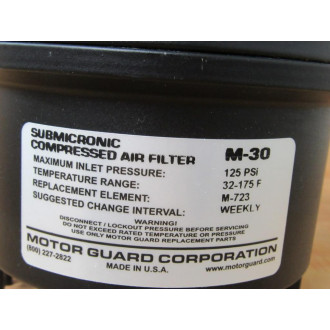 SUBMICRONIC
COMPRESSED AIR FILTER M-30
MAXIMUM INLET PRESSURE: 125 PSi
TEMPERATURE RANGE: 32-175 F
REPLACEMENT ELEMENT: M-723
SUGGESTED CHANGE INTERVAL: WEEKLY
WARNING!
DISCONNECT / LOCKOUT PRESSURE BEFORE SERVICING
DO NOT EXCEED RATED TEMPERATURE OR PRESSURE
USE ONLY MOTOR GUARD REPLACEMENT PARTS
MOTOR GUARD CORPORATION
(800) 227-2822 MADE IN U.S.A. www.motorguard.com